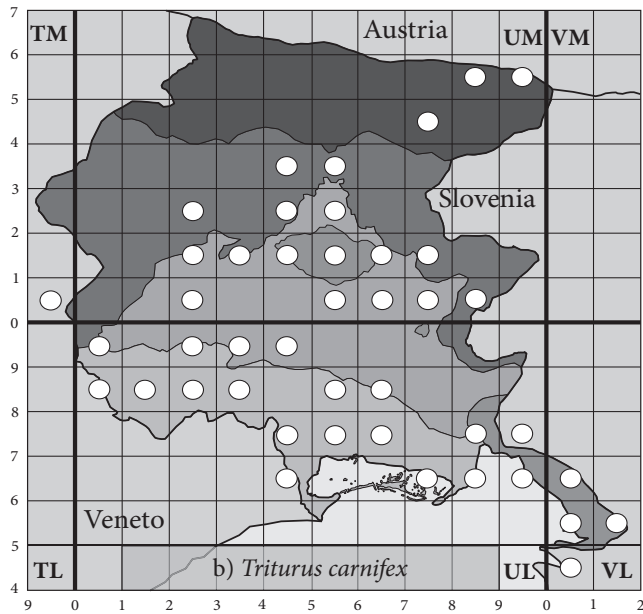 7 TM Austria UM VM
6
5
4
3 Slovenia
2
1
0
9
8
7
6 Veneto
5
TL b) Triturus carnifex UL VL
4
9 0 1 2 3 4 5 6 7 8 9 0 1 2